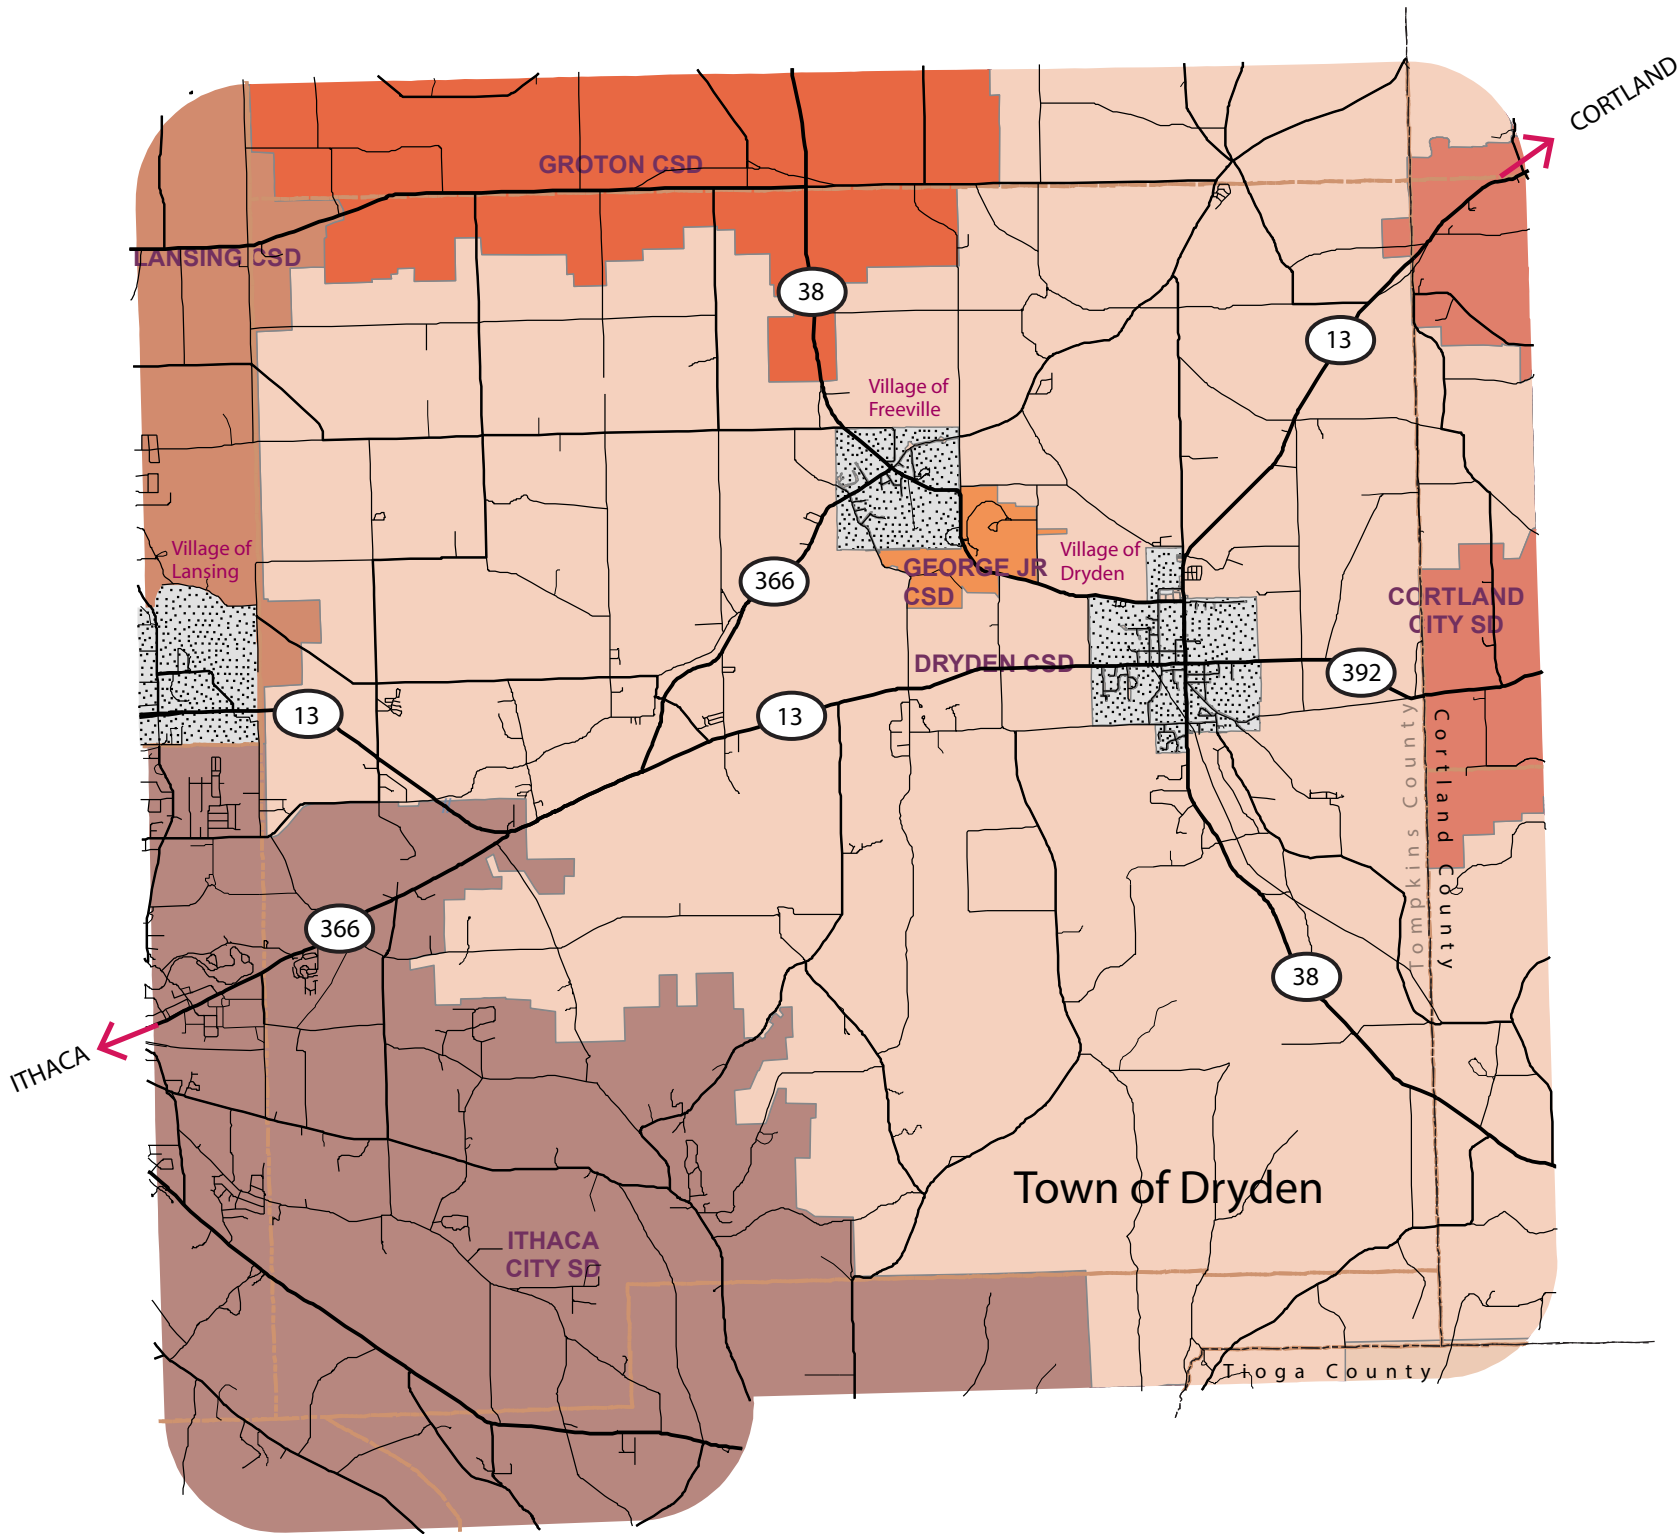 CORTLAND
GROTON CSD
LANSING CSD
38
13
Village of
Freeville
Village of
Lansing
366
GEORGE JR
CSD
Village of
Dryden
CORTLAND
CITY SD
DRYDEN CSD
392
13
13
Tompkins County
Cortland County
366
38
ITHACA
Town of Dryden
ITHACA
CITY SD
Tioga County